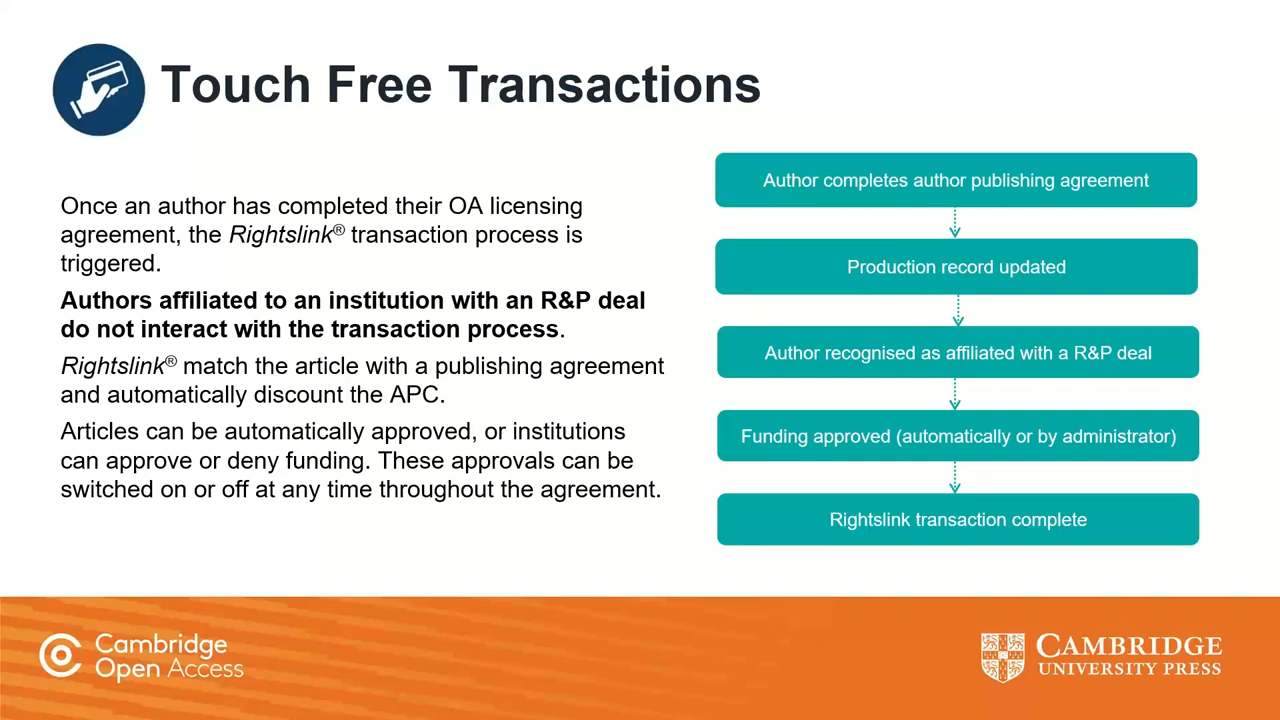 Touch Free Transactions
Once an author has completed their OA licensing
agreement, the Rightslink® transaction process is
triggered.
Authors affiliated to an institution with an R&P deal
do not interact with the transaction process.
Rightslink® match the article with a publishing agreement
and automatically discount the APC.
Articles can be automatically approved, or institutions
can approve or deny funding. These approvals can be
switched on or off at any time throughout the agreement.
Author completes author publishing agreement
Production record updated
Author recognised as affiliated with a R&P deal
Funding approved (automatically or by administrator)
Rightslink transaction complete
Cambridge
Open Access
CAMBRIDGE
UNIVERSITY PRESS